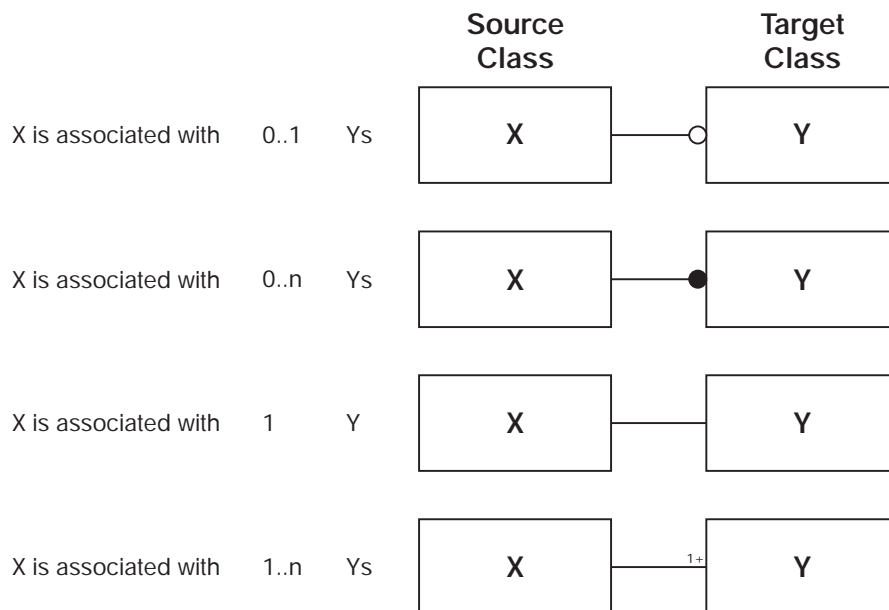 Source Target
Class Class
X is associated with 0..1 Ys X Y
X is associated with 0..n Ys X Y
X is associated with 1 Y X Y
X is associated with 1..n Ys X 1+ Y